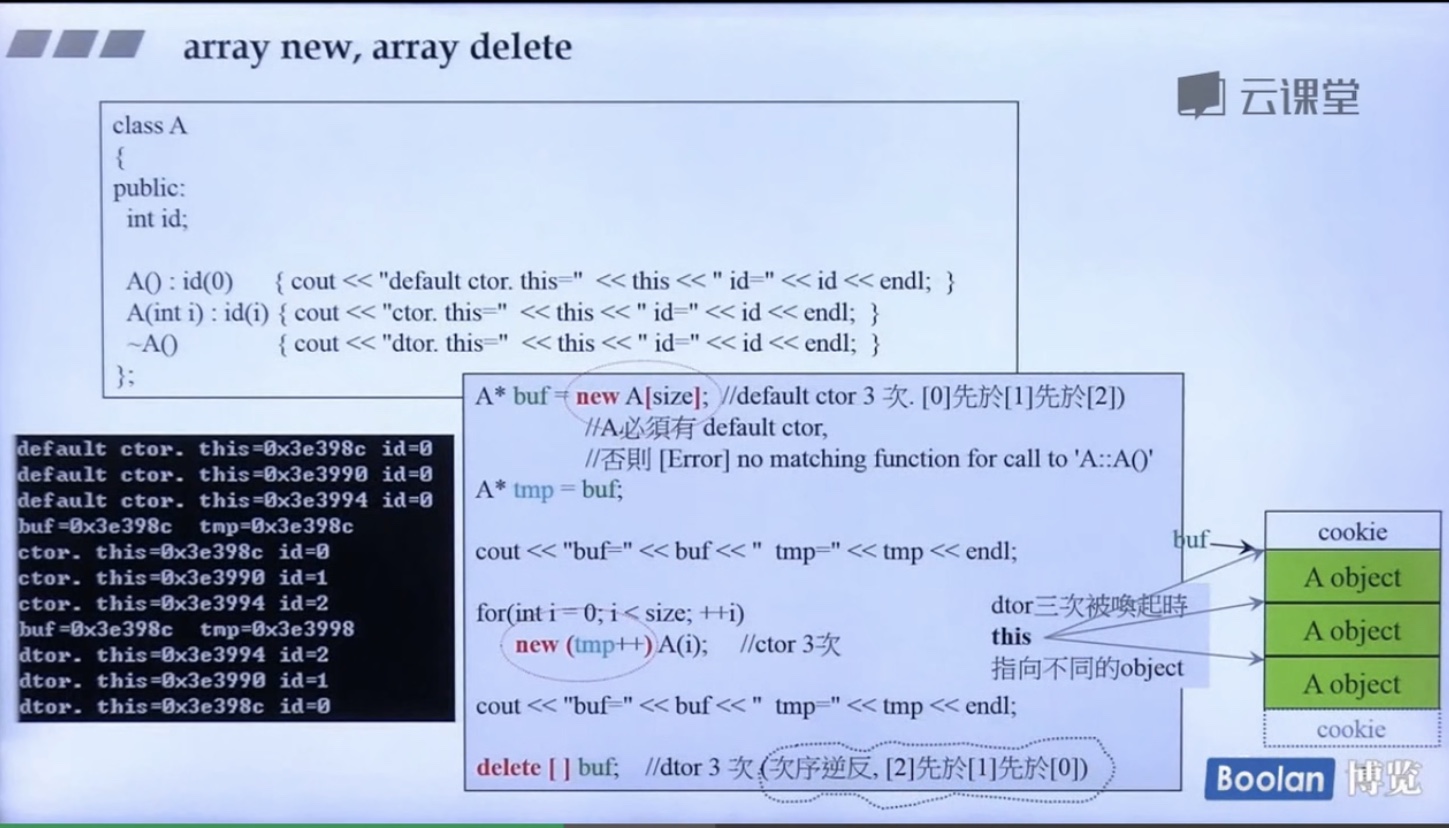 array new, array delete
云课堂
class A
{
public:
int id;
A() : id(0) { cout << "default ctor. this=" << this << " id=" << id << endl; }
A(int i) : id(i) { cout << "ctor. this=" << this << " id=" << id << endl; }
~A() { cout << "dtor. this=" << this << " id=" << id << endl; }
};
A* buf = new A[size]; //default ctor 3 次. [0]先於[1]先於[2])
//A必須有 default ctor,
//否則 [Error] no matching function for call to 'A::A()'
A* tmp = buf;
cout << "buf=" << buf << " tmp=" << tmp << endl;
for(int i = 0; i < size; ++i)
new (tmp++) A(i); //ctor 3次
cout << "buf=" << buf << " tmp=" << tmp << endl;
delete [ ] buf; //dtor 3 次 (次序逆反, [2]先於[1]先於[0])
default ctor. this=0x3e398c id=0
default ctor. this=0x3e3990 id=0
default ctor. this=0x3e3994 id=0
buf=0x3e398c tmp=0x3e398c
ctor. this=0x3e398c id=0
ctor. this=0x3e3990 id=1
ctor. this=0x3e3994 id=2
buf=0x3e398c tmp=0x3e3998
dtor. this=0x3e3994 id=2
dtor. this=0x3e3990 id=1
dtor. this=0x3e398c id=0
dtor三次被喚起時
this
指向不同的object
buf
cookie
A object
A object
A object
cookie
Boolan 博览